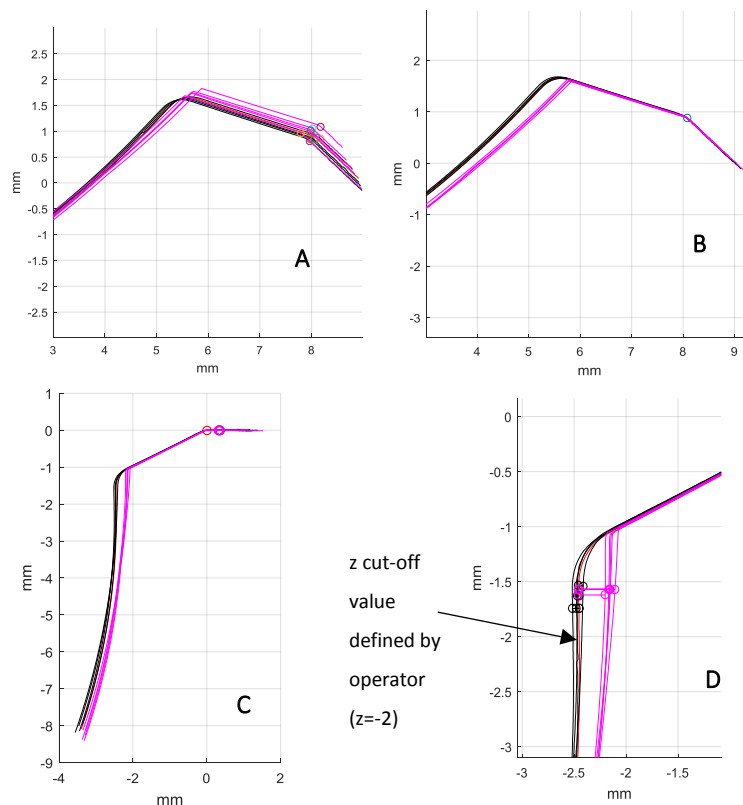 2.5
2
1.5
1
0.5
0
-0.5
-1
-1.5
-2
-2.5
mm
3 4 5 6 7 8
mm
A
2
1
0
1
2
-3
mm
4 5 6 7 8 9
mm
B
1
0
-1
-2
-3
-4
-5
-6
-7
-8
-9
mm
-4 -2 0 2
mm
C
z cut-off
value
defined by
operator
(z=-2)
0
-0.5
-1
-1.5
-2
-2.5
-3
mm
-3 -2.5 -2 -1.5
mm
D